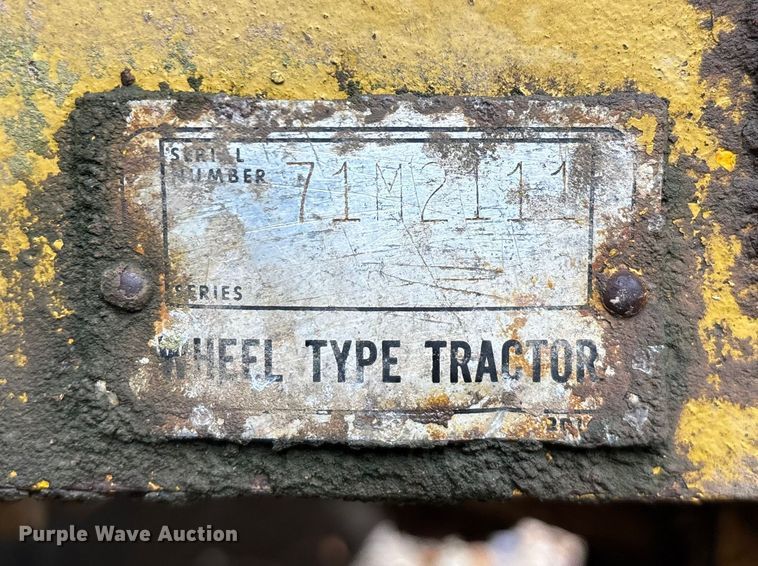 SERIAL
NUMBER 71M2111
SERIES
WHEEL TYPE TRACTOR
Purple Wave Auction